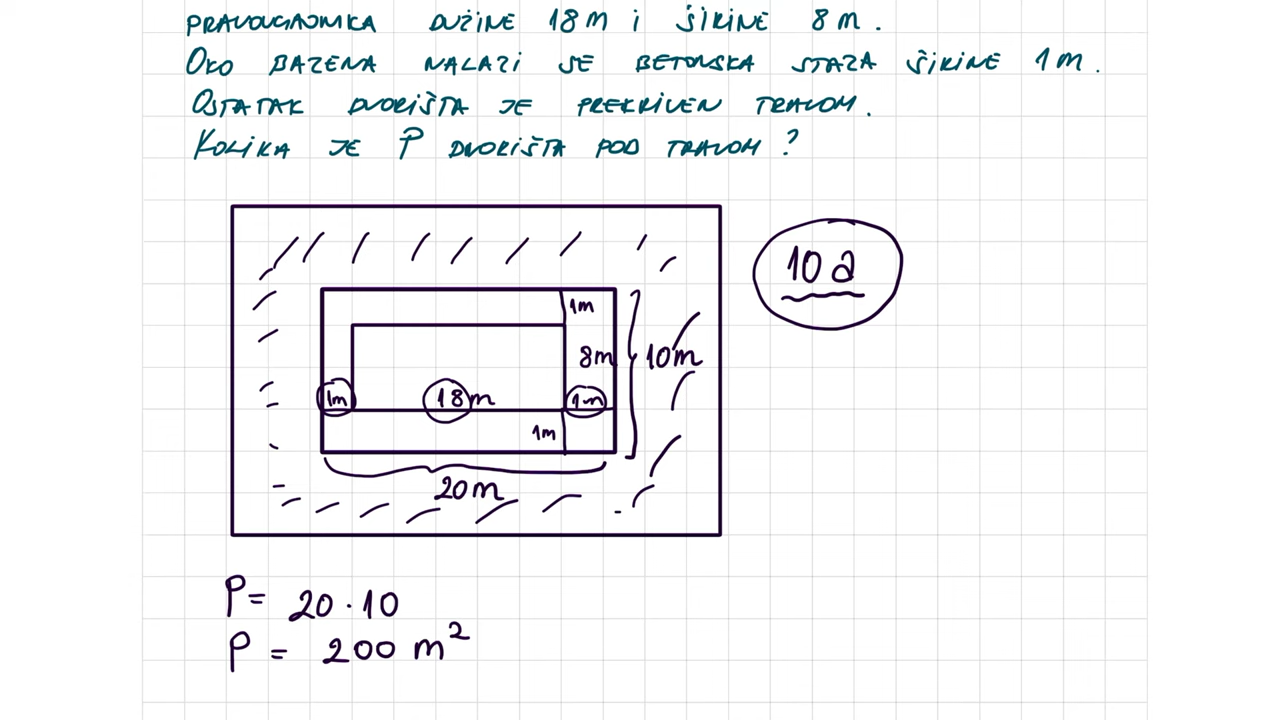 PRAVOUGAONIKA DUŽINE 18 m i ŠIRINE 8 m.
OKO BAZENA NALAZI SE BETONSKA STAZA ŠIRINE 1 m.
OSTATAK DVORIŠTA JE PREKRIVEN TRAVOM.
KOLIKA JE P DVORIŠTA POD TRAVOM?
10 a
1m
8m
10m
1m
18m
1m
1m
20m
P = 20 · 10
P = 200 m²